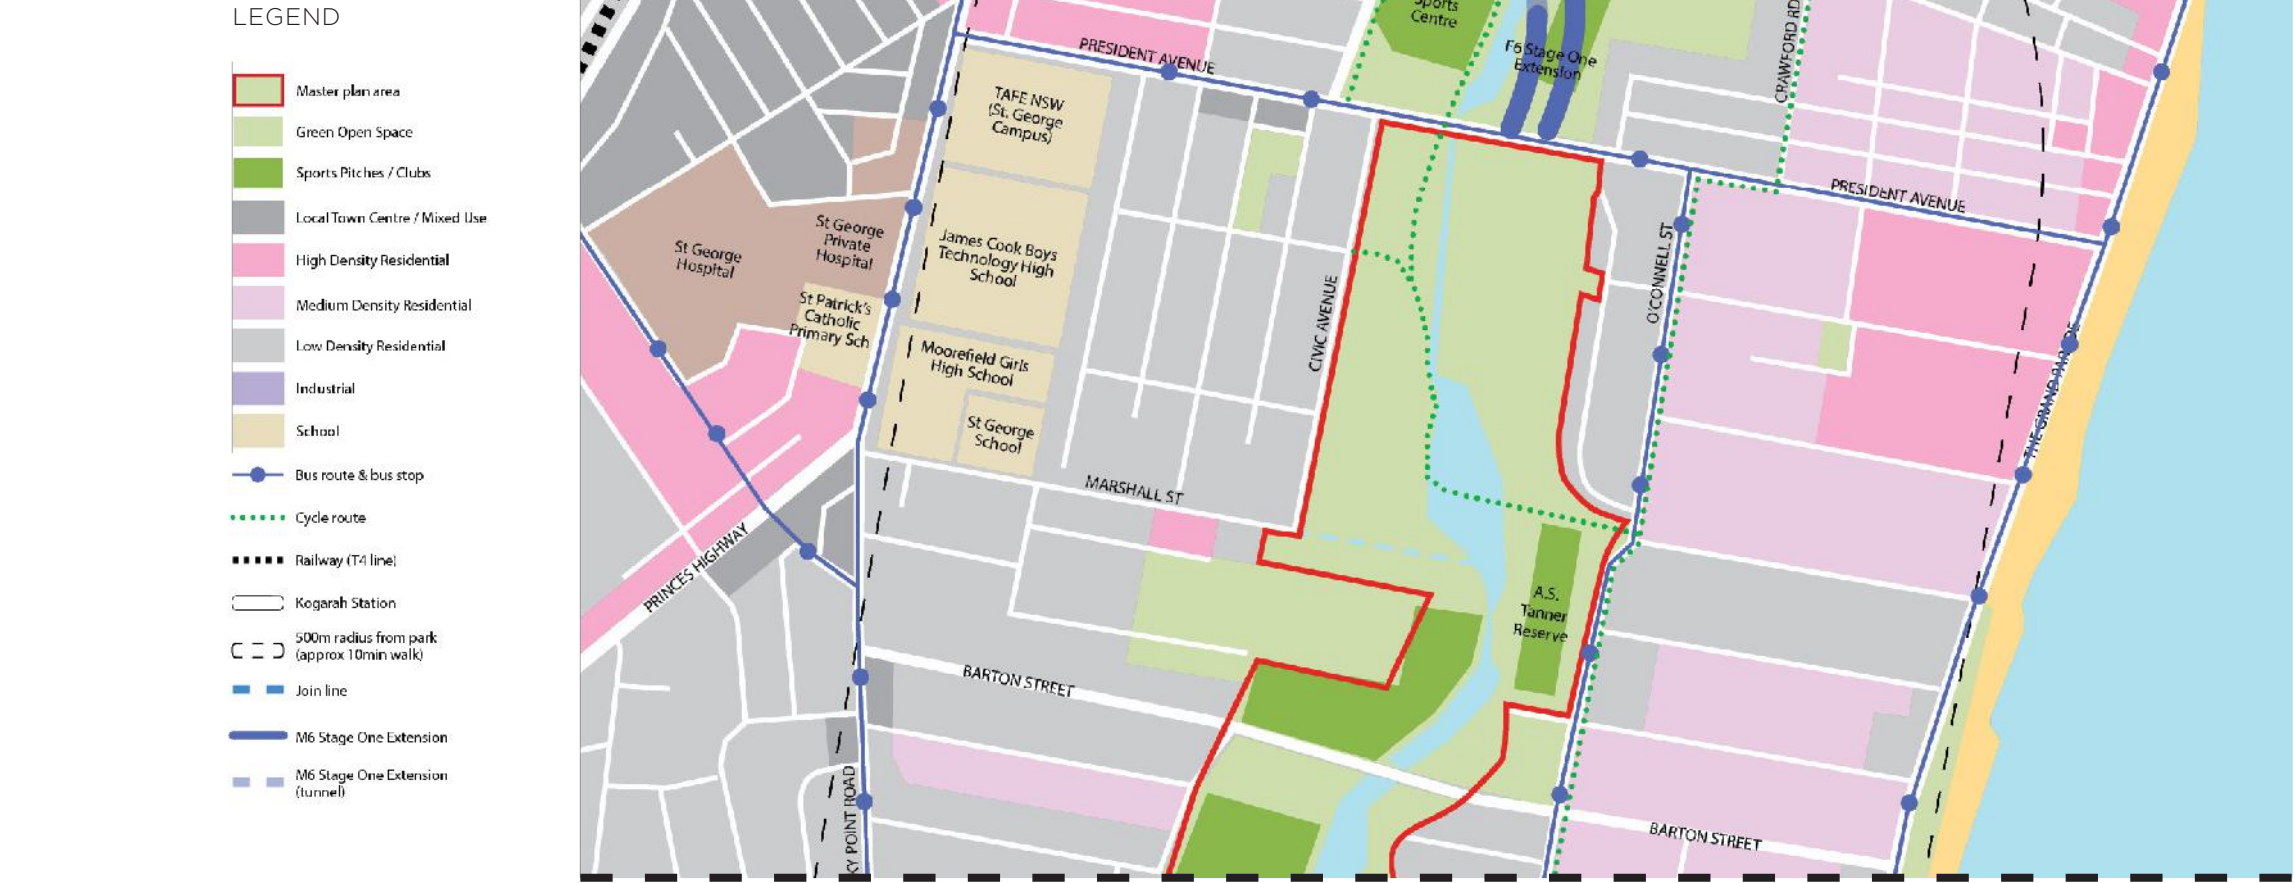 LEGEND
Master plan area
Green Open Space
Sports Pitches / Clubs
Local Town Centre / Mixed Use
High Density Residential
Medium Density Residential
Low Density Residential
Industrial
School
Bus route & bus stop
Cycle route
Railway (T4 line)
Kogarah Station
500m radius from park
(approx 10min walk)
Join line
M6 Stage One Extension
M6 Stage One Extension
(tunnel)
Sports
Centre
F6 Stage One
Extension
CRAWFORD RD
PRESIDENT AVENUE
TAFE NSW
(St. George
Campus)
PRESIDENT AVENUE
St George
Private
Hospital
St George
Hospital
James Cook Boys
Technology High
School
O'CONNELL ST
St Patrick's
Catholic
Primary Sch
CIVIC AVENUE
Moorefield Girls
High School
THE GRAND PARADE
St George
School
MARSHALL ST
PRINCES HIGHWAY
A.S.
Tanner
Reserve
BARTON STREET
KY POINT ROAD
BARTON STREET